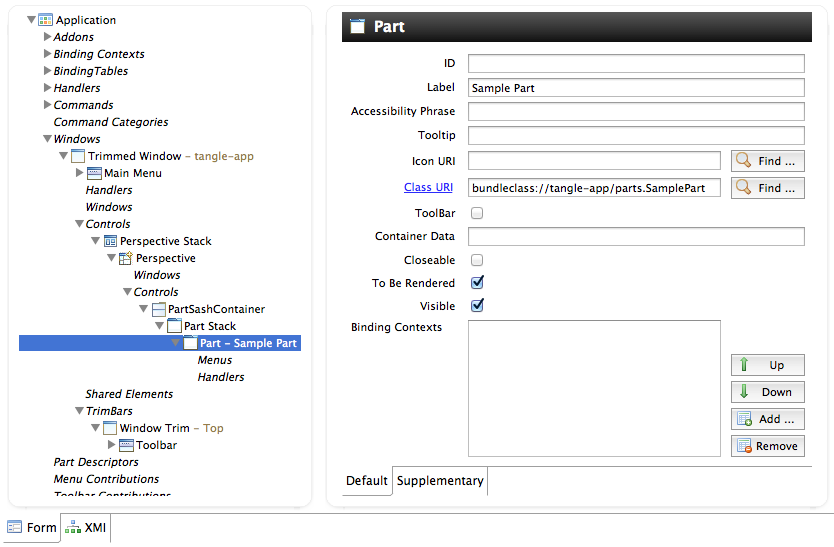 Application
Addons
Binding Contexts
BindingTables
Handlers
Commands
Command Categories
Windows
Trimmed Window – tangle-app
Main Menu
Handlers
Windows
Controls
Perspective Stack
Perspective
Windows
Controls
PartSashContainer
Part Stack
Part – Sample Part
Menus
Handlers
Shared Elements
TrimBars
Window Trim – Top
Toolbar
Part Descriptors
Menu Contributions
Toolbar Contributions
Part
ID
Label Sample Part
Accessibility Phrase
Tooltip
Icon URI Find ...
Class URI bundleclass://tangle-app/parts.SamplePart Find ...
ToolBar
Container Data
Closeable
To Be Rendered
Visible
Binding Contexts
Up
Down
Add ...
Remove
Default Supplementary
Form XMI